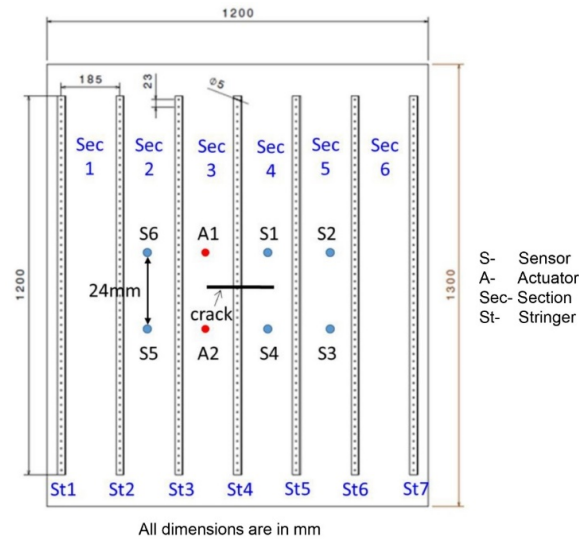 1200
185
23
⌀5
Sec 1
Sec 2
Sec 3
Sec 4
Sec 5
Sec 6
S6
A1
S1
S2
1200
24mm
crack
1300
S5
A2
S4
S3
St1
St2
St3
St4
St5
St6
St7
S- Sensor
A- Actuator
Sec- Section
St- Stringer
All dimensions are in mm